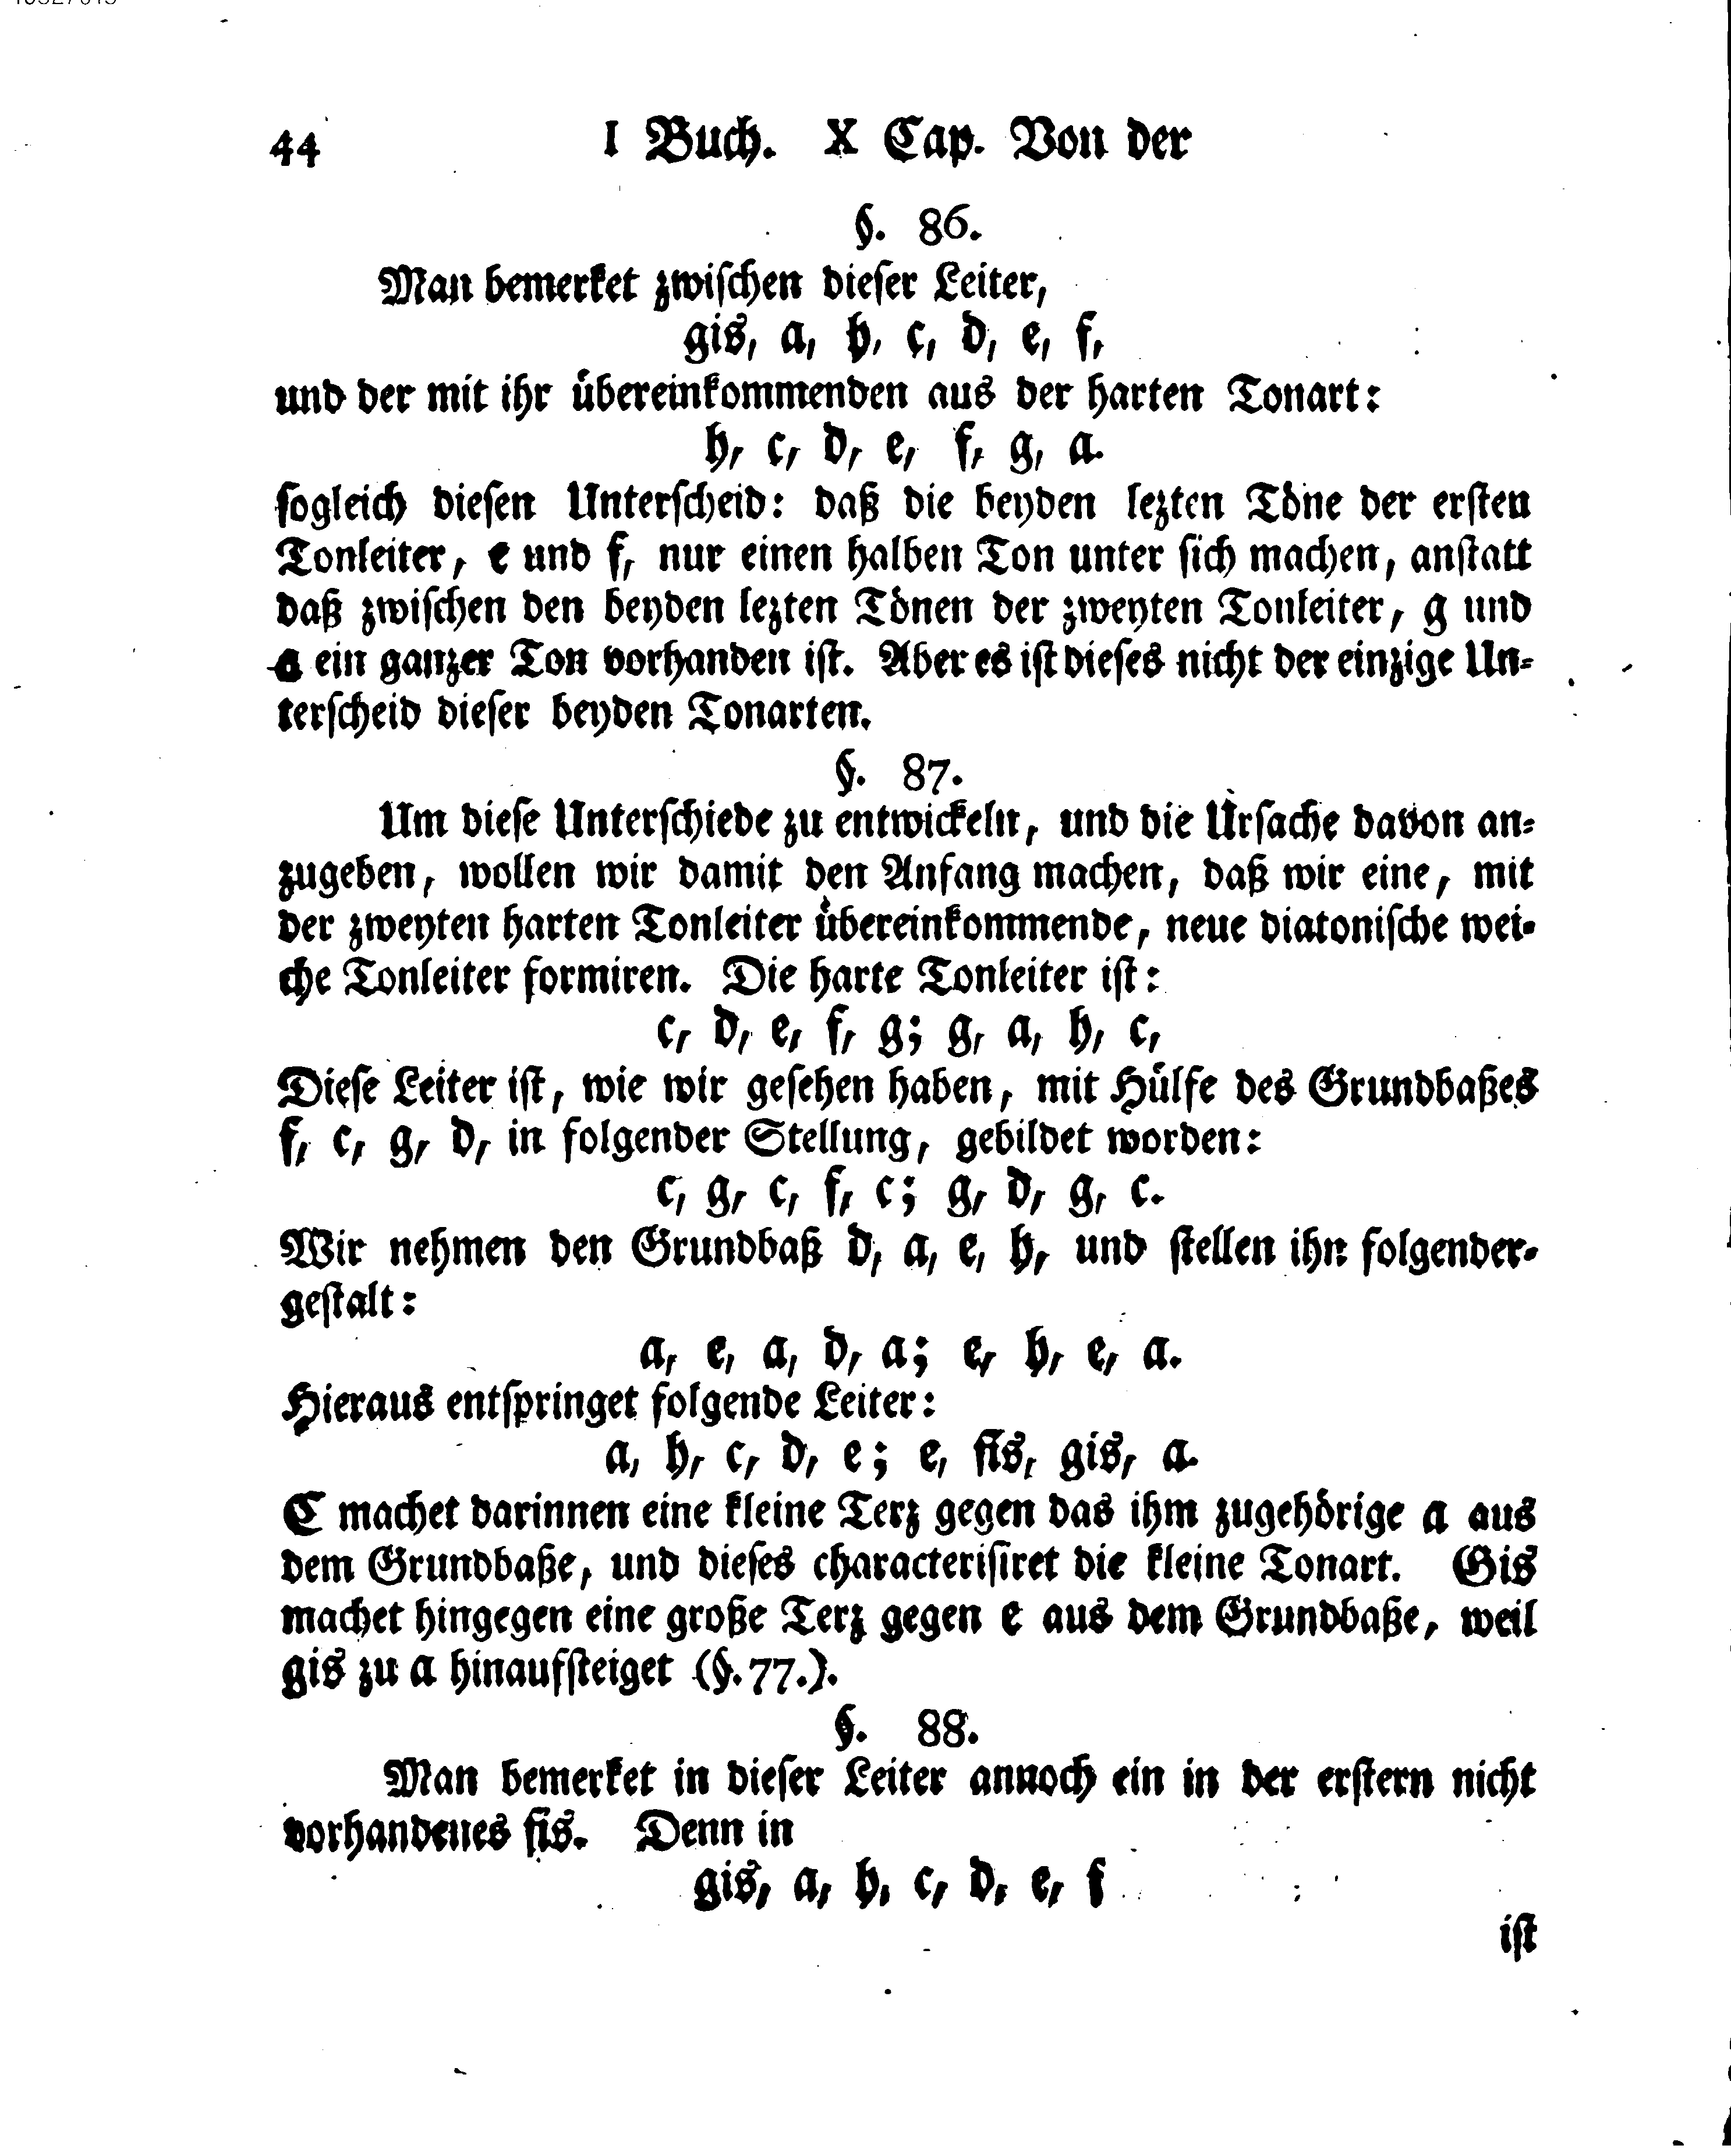 44 I Buch. X Cap. Von der
§. 86.
Man bemerket zwischen dieser Leiter,
gis, a, h, c, d, e, f,
und der mit ihr übereinkommenden aus der harten Tonart:
h, c, d, e, f, g, a.
sogleich diesen Unterscheid: daß die beyden lezten Töne der ersten
Tonleiter, e und f, nur einen halben Ton unter sich machen, anstatt
daß zwischen den beyden lezten Tönen der zweyten Tonleiter, g und
a ein ganzer Ton vorhanden ist. Aber es ist dieses nicht der einzige Un-
terscheid dieser beyden Tonarten.
§. 87.
Um diese Unterschiede zu entwickeln, und die Ursache davon an-
zugeben, wollen wir damit den Anfang machen, daß wir eine, mit
der zweyten harten Tonleiter übereinkommende, neue diatonische wei-
che Tonleiter formiren. Die harte Tonleiter ist:
c, d, e, f, g; g, a, h, c,
Diese Leiter ist, wie wir gesehen haben, mit Hülfe des Grundbaßes
f, c, g, d, in folgender Stellung, gebildet worden:
c, g, c, f, c; g, d, g, c.
Wir nehmen den Grundbaß d, a, e, h, und stellen ihn folgender-
gestalt:
a, e, a, d, a; e, h, e, a.
Hieraus entspringet folgende Leiter:
a, h, c, d, e; e, fis, gis, a.
C machet darinnen eine kleine Terz gegen das ihm zugehörige a aus
dem Grundbaße, und dieses characterisiret die kleine Tonart. Gis
machet hingegen eine große Terz gegen e aus dem Grundbaße, weil
gis zu a hinaufsteiget (§. 77.).
§. 88.
Man bemerket in dieser Leiter annoch ein in der erstern nicht
vorhandenes fis. Denn in
gis, a, h, c, d, e, f
ist